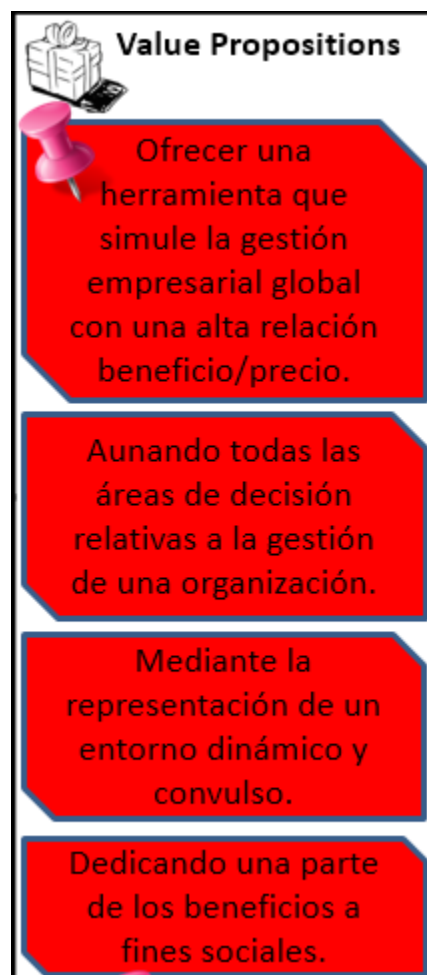 Value Propositions
Ofrecer una
herramienta que
simule la gestión
empresarial global
con una alta relación
beneficio/precio.
Aunando todas las
áreas de decisión
relativas a la gestión
de una organización.
Mediante la
representación de un
entorno dinámico y
convulso.
Dedicando una parte
de los beneficios a
fines sociales.